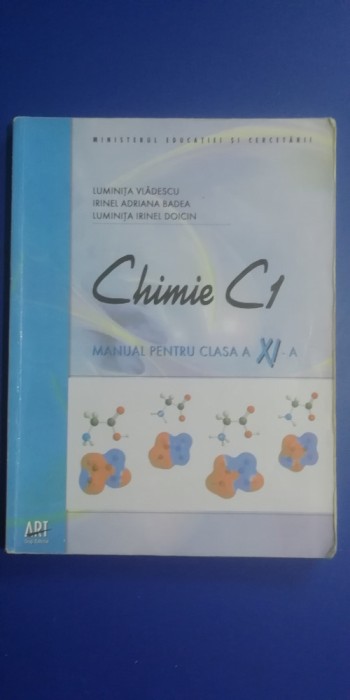 MINISTERUL EDUCAȚIEI ȘI CERCETĂRII
LUMINIȚA VLĂDESCU
IRINEL ADRIANA BADEA
LUMINIȚA IRINEL DOICIN
Chimie C1
MANUAL PENTRU CLASA A XI-A
ART